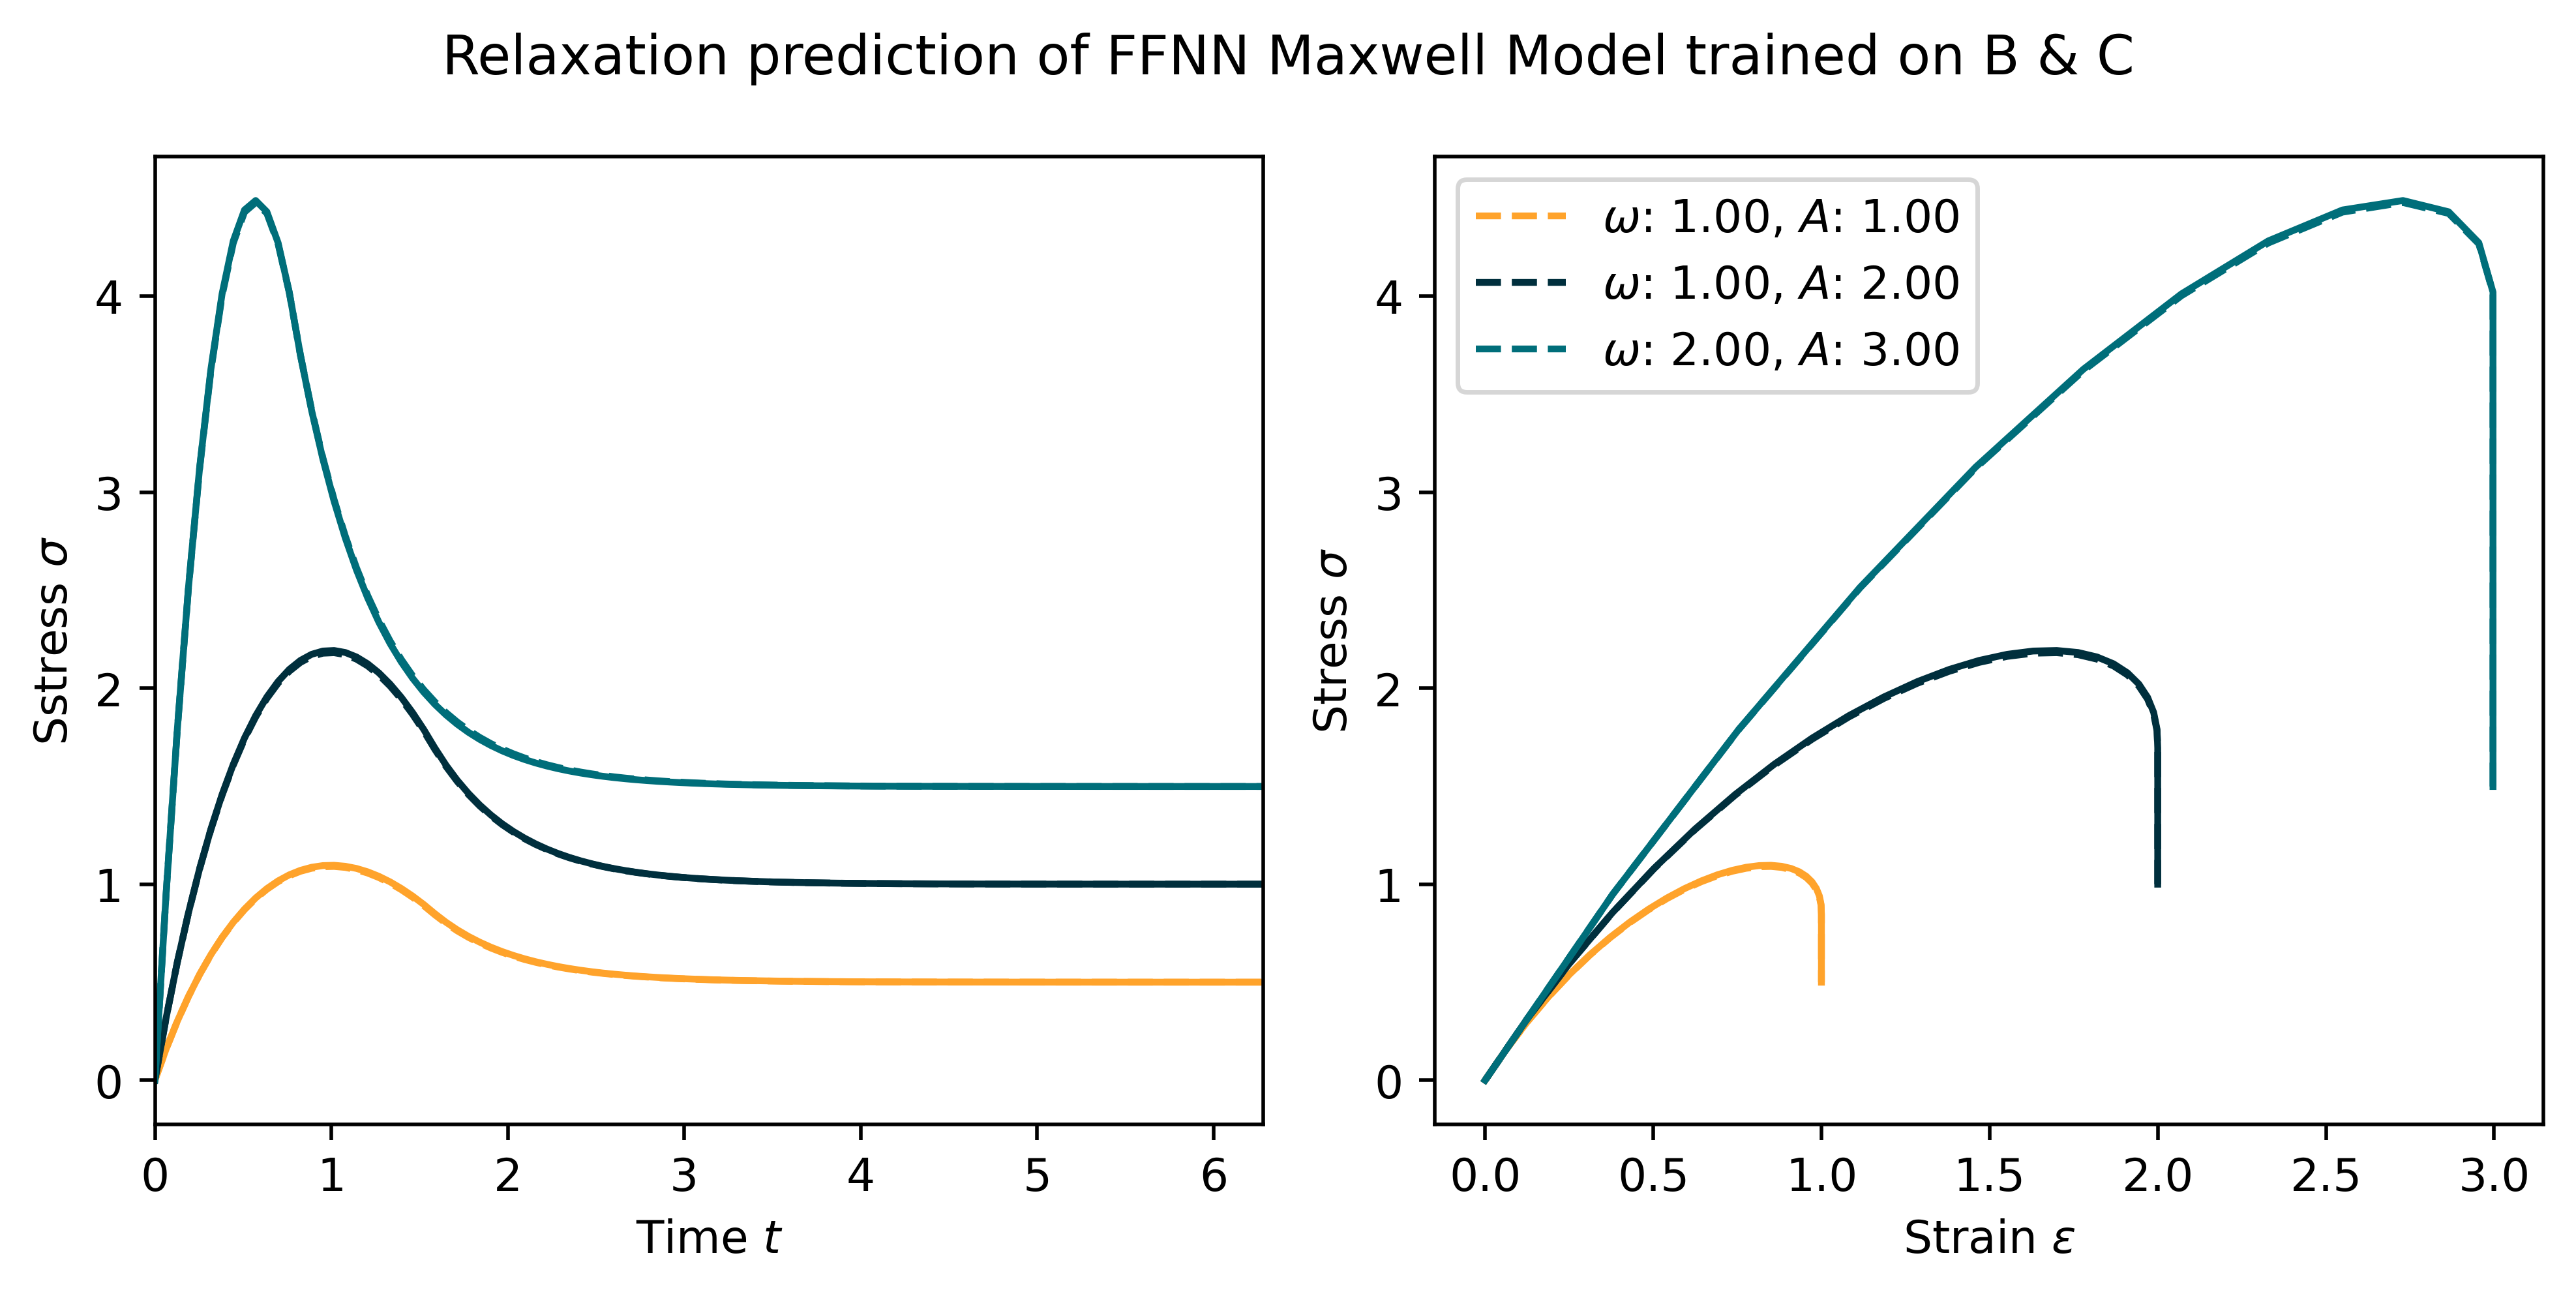 Relaxation prediction of FFNN Maxwell Model trained on B & C
Sstress σ
4
3
2
1
0
0 1 2 3 4 5 6
Time t
Stress σ
4
3
2
1
0
ω: 1.00, A: 1.00
ω: 1.00, A: 2.00
ω: 2.00, A: 3.00
0.0 0.5 1.0 1.5 2.0 2.5 3.0
Strain ε